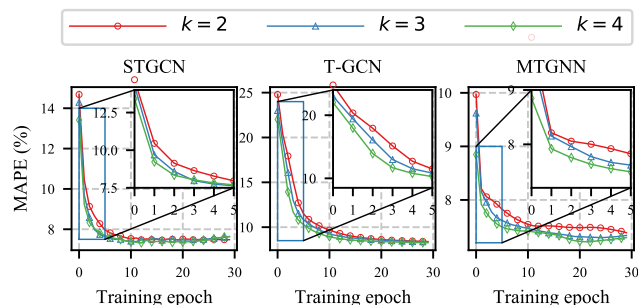 k = 2 k = 3 k = 4
STGCN T-GCN MTGNN
MAPE (%)
14 12 10 8
12.5 10.0 7.5
0 1 2 3 4 5
0 10 20 30
25 20 15 10
20 10
0 1 2 3 4 5
0 10 20 30
10 9 8
9 8
0 1 2 3 4 5
0 10 20 30
Training epoch Training epoch Training epoch